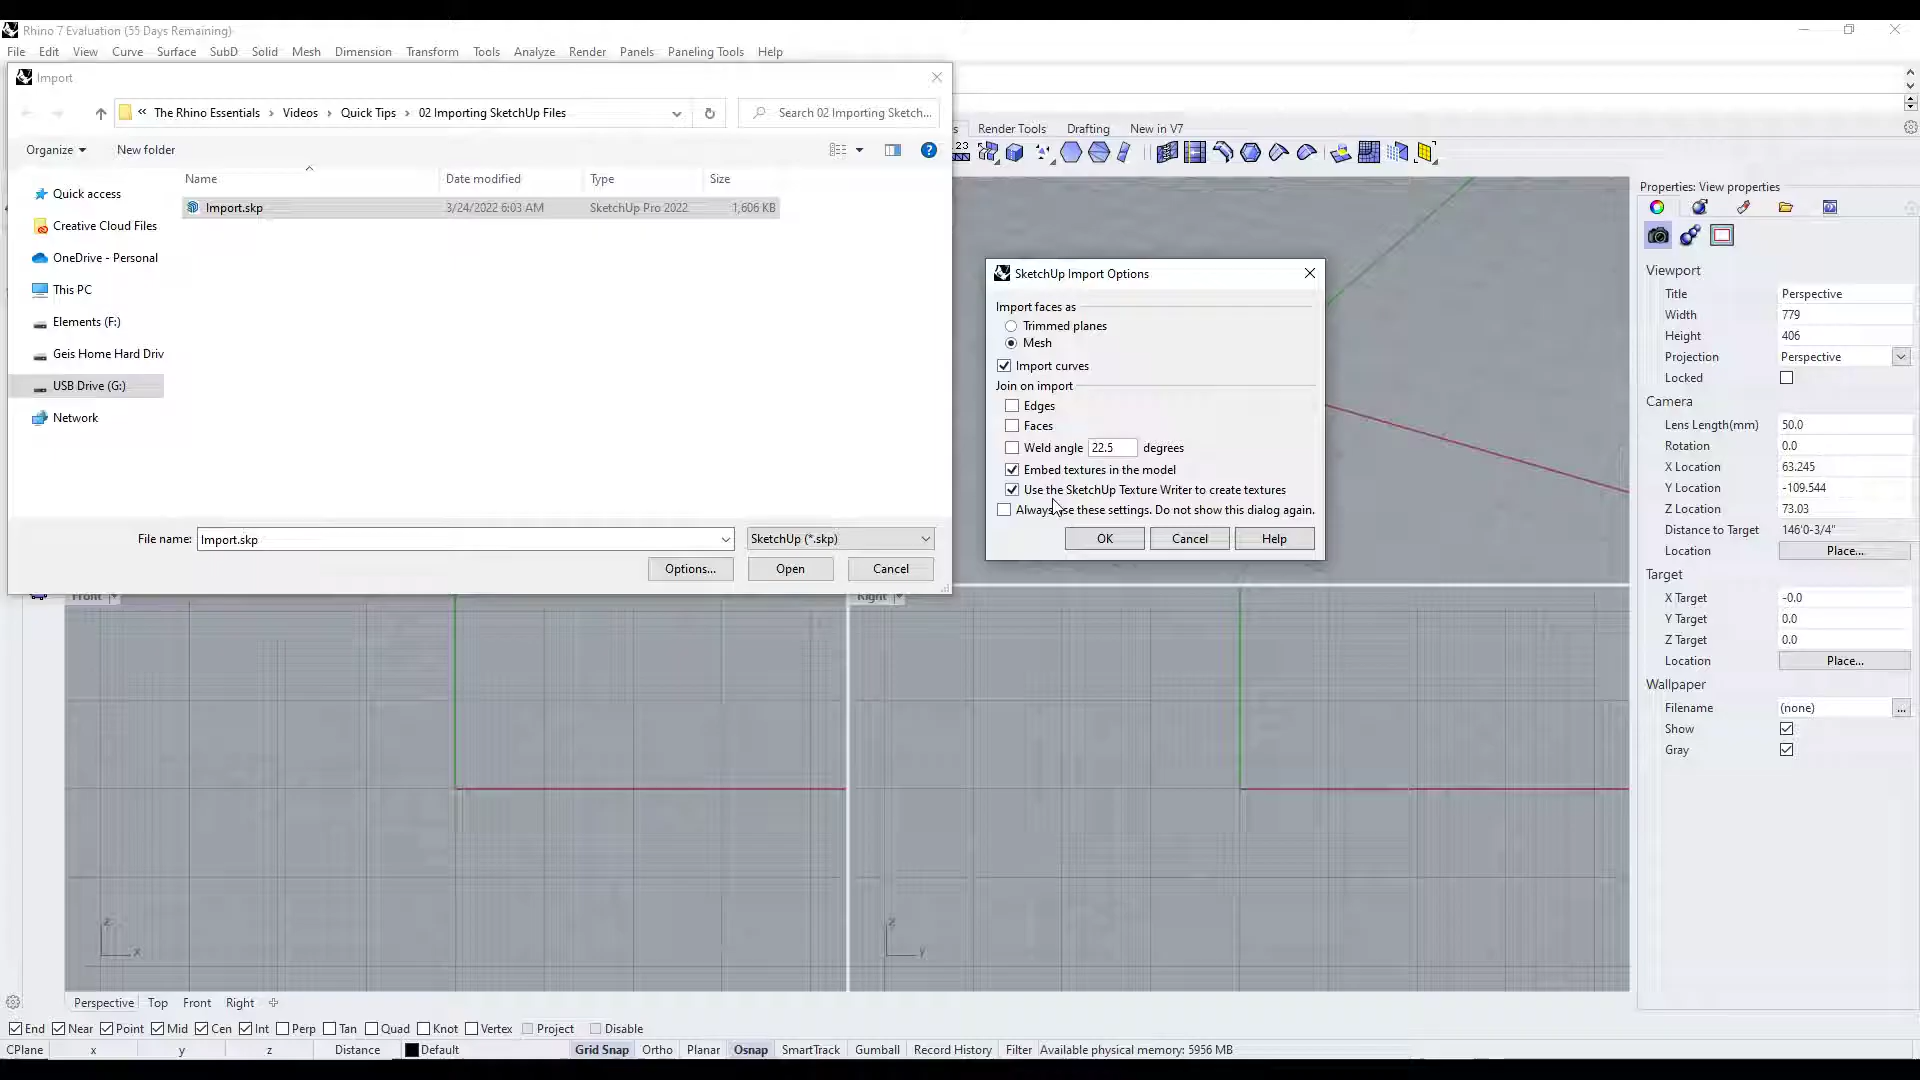 Rhino 7 Evaluation (55 Days Remaining)
File Edit View Curve Surface SubD Solid Mesh Dimension Transform Tools Analyze Render Panels Paneling Tools Help
Import
« The Rhino Essentials › Videos › Quick Tips › 02 Importing SketchUp Files
Search 02 Importing Sketch...
Render Tools Drafting New in V7
Organize New folder
Name Date modified Type Size
Import.skp 3/24/2022 6:03 AM SketchUp Pro 2022 1,606 KB
Quick access
Creative Cloud Files
OneDrive - Personal
This PC
Elements (F:)
Geis Home Hard Driv
USB Drive (G:)
Network
File name: Import.skp SketchUp (*.skp)
Options... Open Cancel
SketchUp Import Options
Import faces as
Trimmed planes
Mesh
Import curves
Join on import
Edges
Faces
Weld angle 22.5 degrees
Embed textures in the model
Use the SketchUp Texture Writer to create textures
Always use these settings. Do not show this dialog again.
OK Cancel Help
Properties: View properties
Viewport
Title Perspective
Width 779
Height 406
Projection Perspective
Locked
Camera
Lens Length(mm) 50.0
Rotation 0.0
X Location 63.245
Y Location -109.544
Z Location 73.03
Distance to Target 146'0-3/4"
Location Place...
Target
X Target -0.0
Y Target 0.0
Z Target 0.0
Location Place...
Wallpaper
Filename (none) ...
Show
Gray
Front Right
z x z y
Perspective Top Front Right
End Near Point Mid Cen Int Perp Tan Quad Knot Vertex Project Disable
CPlane x y z Distance Default Grid Snap Ortho Planar Osnap SmartTrack Gumball Record History Filter Available physical memory: 5956 MB